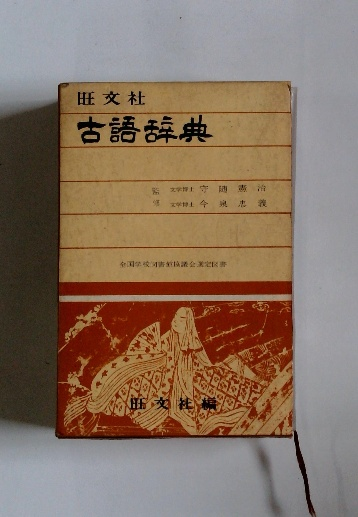 旺文社
古語辞典
監修
文学博士 守随憲治
文学博士 今泉忠義
全国学校図書館協議会選定図書
旺文社編